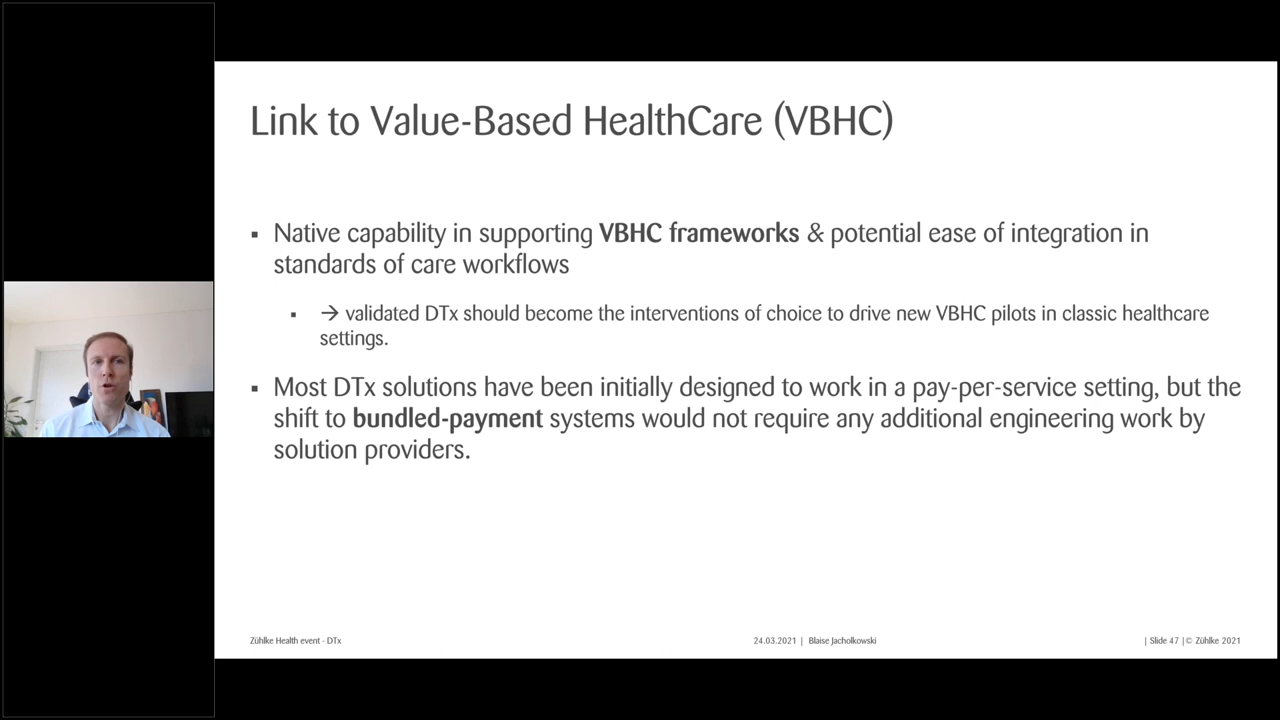 Link to Value-Based HealthCare (VBHC)
▪ Native capability in supporting VBHC frameworks & potential ease of integration in
standards of care workflows
▪ → validated DTx should become the interventions of choice to drive new VBHC pilots in classic healthcare
settings.
▪ Most DTx solutions have been initially designed to work in a pay-per-service setting, but the
shift to bundled-payment systems would not require any additional engineering work by
solution providers.
Zühlke Health event - DTx
24.03.2021 | Blaise Jacholkowski
| Slide 47 | © Zühlke 2021